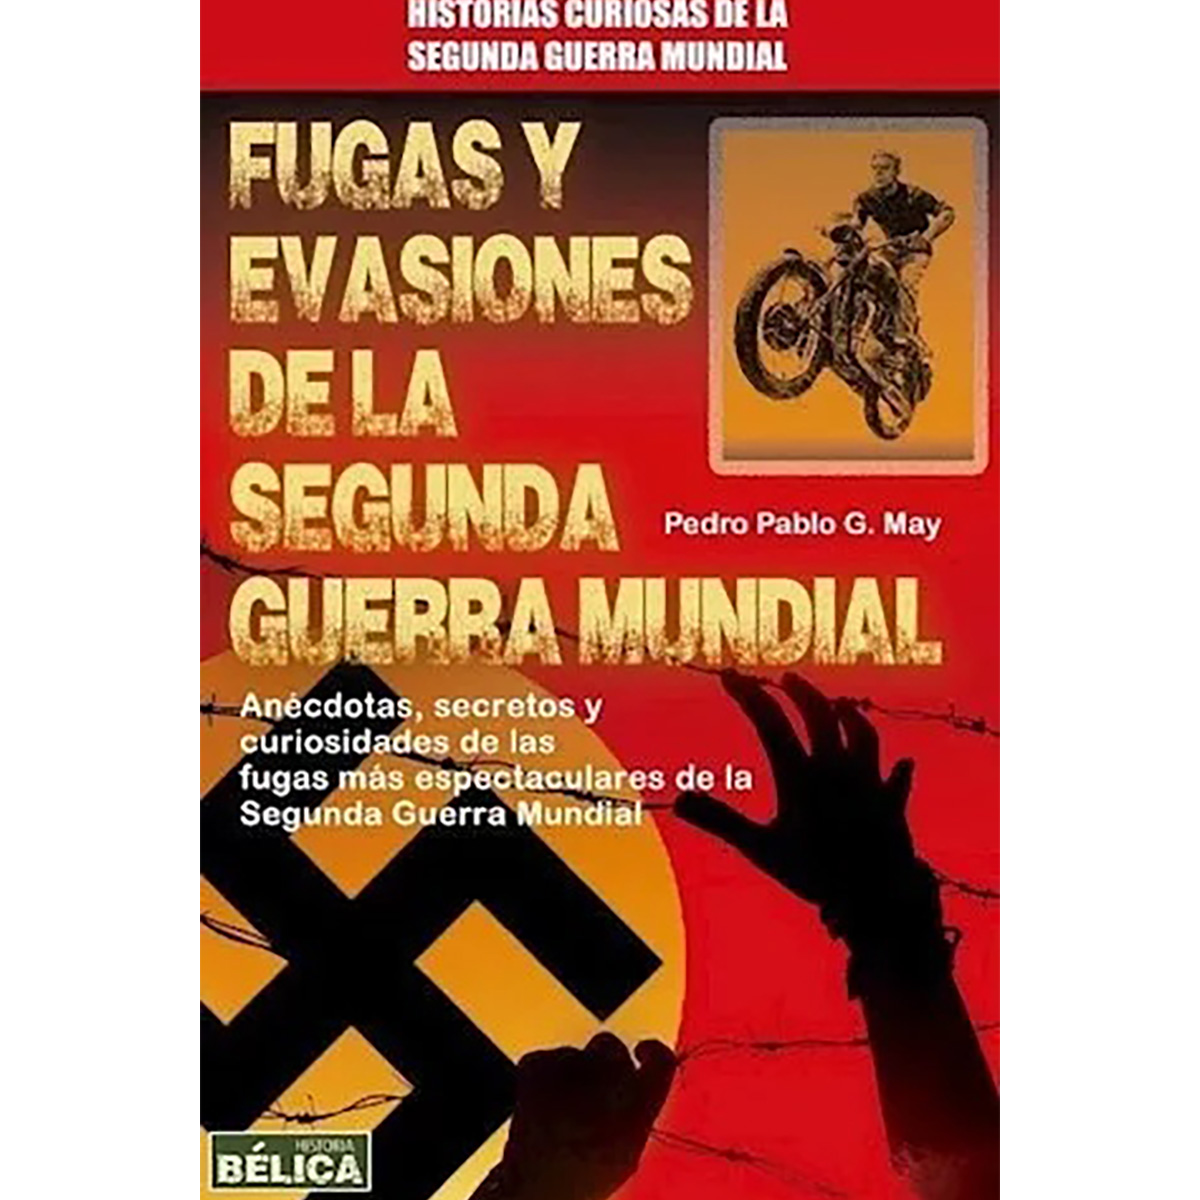 HISTORIAS CURIOSAS DE LA
SEGUNDA GUERRA MUNDIAL
FUGAS Y
EVASIONES
DE LA
SEGUNDA
GUERRA MUNDIAL
Pedro Pablo G. May
Anécdotas, secretos y
curiosidades de las
fugas más espectaculares de la
Segunda Guerra Mundial
HISTORIA
BÉLICA